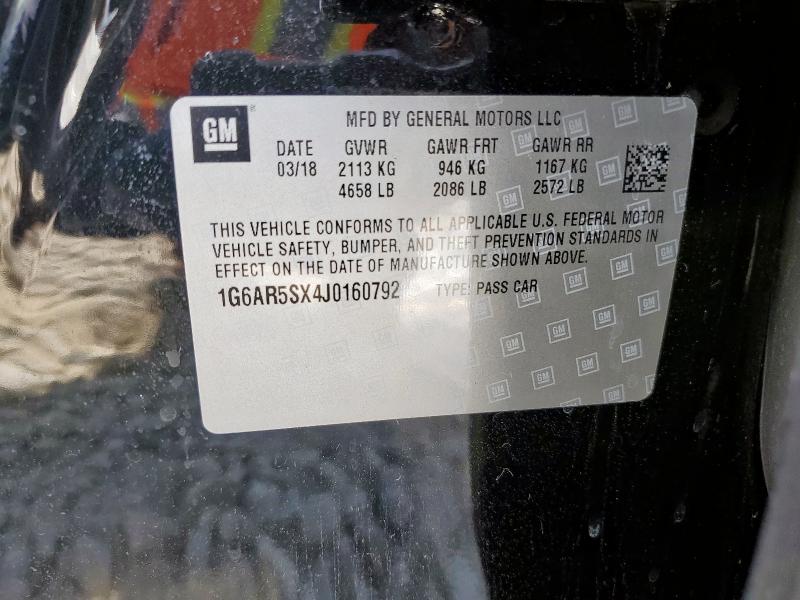 GM ®
MFD BY GENERAL MOTORS LLC
DATE GVWR GAWR FRT GAWR RR
03/18 2113 KG 946 KG 1167 KG
4658 LB 2086 LB 2572 LB
THIS VEHICLE CONFORMS TO ALL APPLICABLE U.S. FEDERAL MOTOR
VEHICLE SAFETY, BUMPER, AND THEFT PREVENTION STANDARDS IN
EFFECT ON THE DATE OF MANUFACTURE SHOWN ABOVE.
1G6AR5SX4J0160792 TYPE: PASS CAR